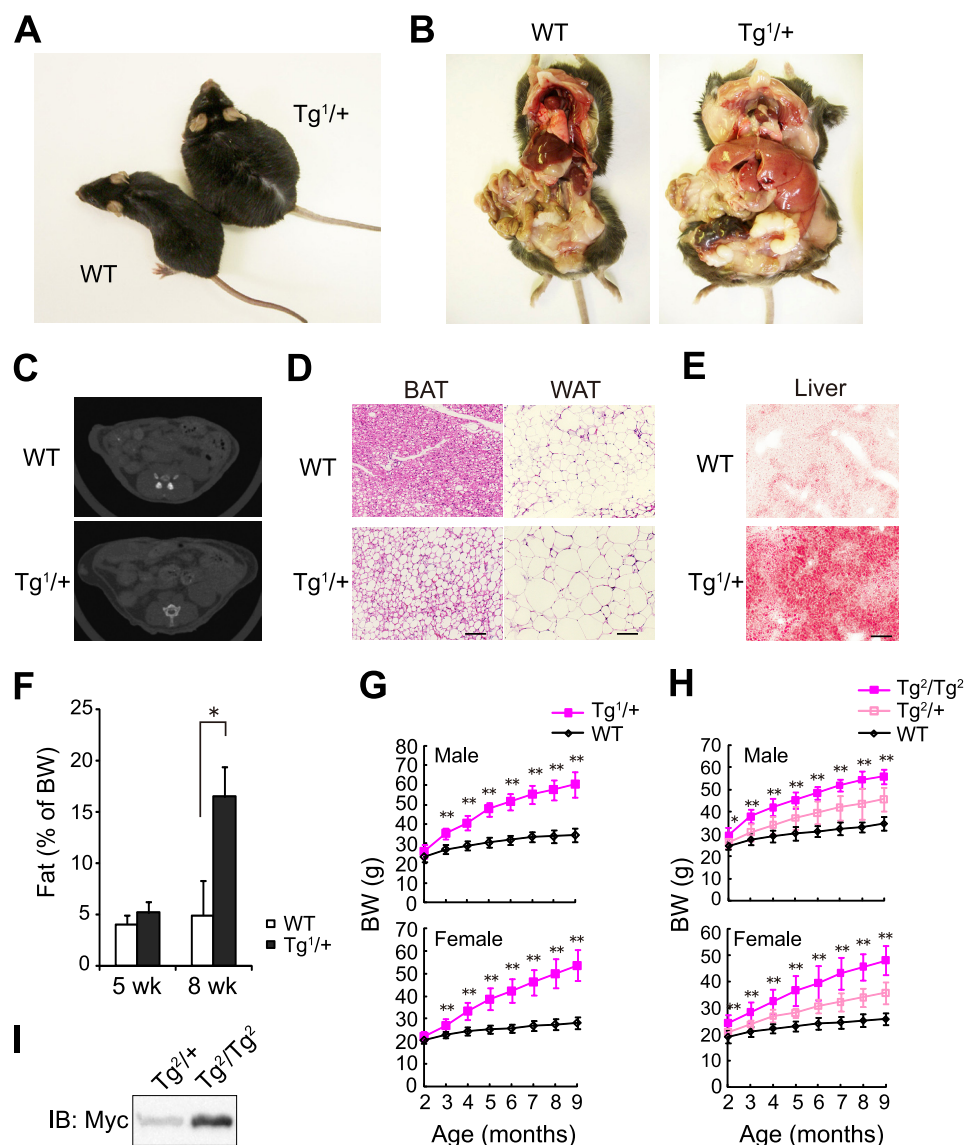 A
Tg¹/+
WT
B
WT
Tg¹/+
C
WT
Tg¹/+
D
BAT
WAT
WT
Tg¹/+
E
Liver
WT
Tg¹/+
F
Fat (% of BW)
25
20
15
10
5
0
*
5 wk
8 wk
WT
Tg¹/+
G
Tg¹/+
WT
BW (g)
Male
80
70
60
50
40
30
20
10
0
** ** ** ** ** ** **
Female
70
60
50
40
30
20
10
0
** ** ** ** ** ** **
2 3 4 5 6 7 8 9
Age (months)
H
Tg²/Tg²
Tg²/+
WT
BW (g)
Male
70
60
50
40
30
20
10
0
* ** ** ** ** ** ** **
Female
60
50
40
30
20
10
0
** ** ** ** ** ** ** **
2 3 4 5 6 7 8 9
Age (months)
I
Tg²/+
Tg²/Tg²
IB: Myc